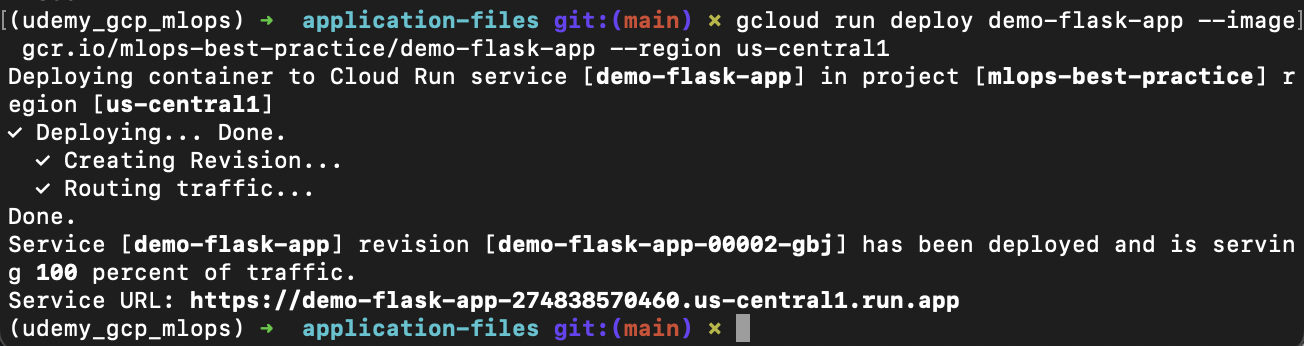 [(udemy_gcp_mlops) ➜  application-files git:(main) ✗ gcloud run deploy demo-flask-app --image]
 gcr.io/mlops-best-practice/demo-flask-app --region us-central1
Deploying container to Cloud Run service [demo-flask-app] in project [mlops-best-practice] r
egion [us-central1]
✓ Deploying... Done.
  ✓ Creating Revision...
  ✓ Routing traffic...
Done.
Service [demo-flask-app] revision [demo-flask-app-00002-gbj] has been deployed and is servin
g 100 percent of traffic.
Service URL: https://demo-flask-app-274838570460.us-central1.run.app
(udemy_gcp_mlops) ➜  application-files git:(main) ✗